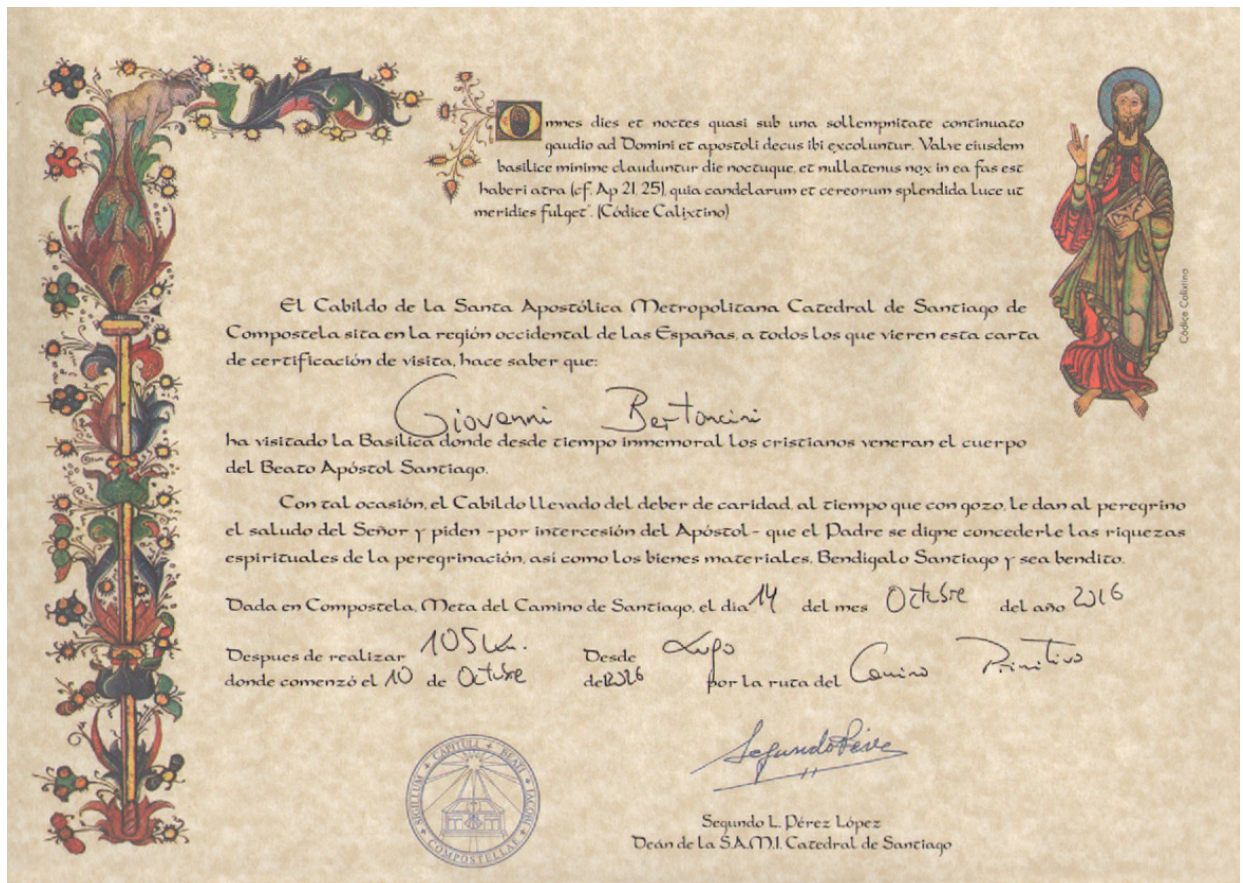 Omnes dies et noctes quasi sub una sollempnitate continuato
gaudio ad Domini et apostoli decus ibi excoluntur. Valve eiusdem
basilice minime clauduntur die noctuque, et nullatenus nox in ea fas est
haberi atra (cf. Ap 21, 25), quia candelarum et cereorum splendida luce ut
meridies fulget". (Códice Calixtino)
Códice Calixtino
El Cabildo de la Santa Apostólica Metropolitana Catedral de Santiago de
Compostela sita en la región occidental de las Españas, a todos los que vieren esta carta
de certificación de visita, hace saber que:
Giovanni Bertoncini
ha visitado la Basilica donde desde tiempo inmemoral los cristianos veneran el cuerpo
del Beato Apóstol Santiago.
Con tal ocasión, el Cabildo llevado del deber de caridad, al tiempo que con gozo, le dan al peregrino
el saludo del Señor y piden -por intercesión del Apóstol- que el Padre se digne concederle las riquezas
espirituales de la peregrinación, así como los bienes materiales. Bendigalo Santiago y sea bendito.
Dada en Compostela, Meta del Camino de Santiago, el día 14 del mes Octubre del año 2016
Despues de realizar 105 Km. Desde Lugo
donde comenzó el 10 de Octubre de 2016 por la ruta del Camino Primitivo
SIGILLUM + CAPITULI + BEATI + IACOBI + COMPOSTELLAE +
Segundo Pérez
Segundo L. Pérez López
Deán de la S.A.M.I. Catedral de Santiago